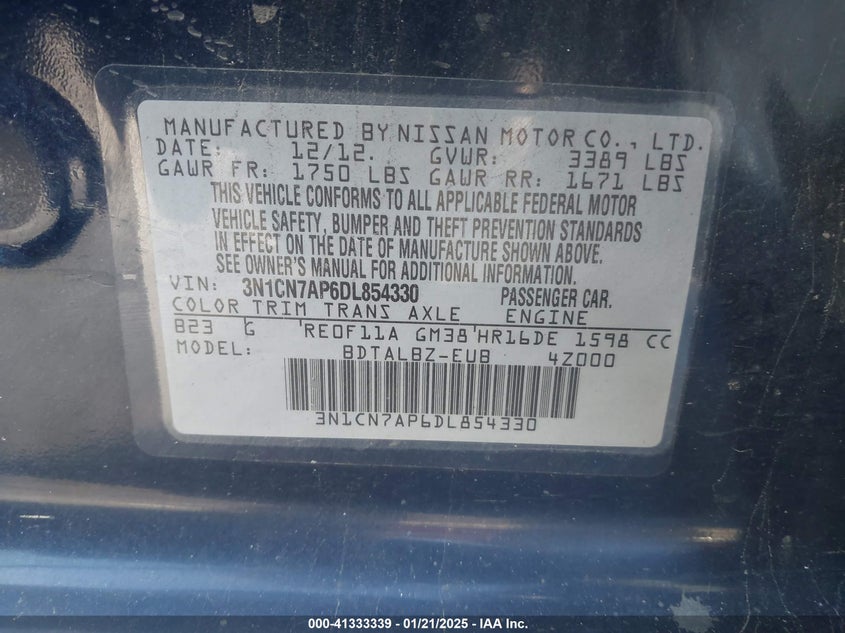 MANUFACTURED BY NISSAN MOTOR CO., LTD.
DATE: 12/12. GVWR: 3389 LBS
GAWR FR: 1750 LBS GAWR RR: 1671 LBS
THIS VEHICLE CONFORMS TO ALL APPLICABLE FEDERAL MOTOR
VEHICLE SAFETY, BUMPER AND THEFT PREVENTION STANDARDS
IN EFFECT ON THE DATE OF MANUFACTURE SHOWN ABOVE.
SEE OWNER'S MANUAL FOR ADDITIONAL INFORMATION.
VIN: 3N1CN7AP6DL854330 PASSENGER CAR.
COLOR TRIM TRANS AXLE ENGINE
B23 G RE0F11A GM38 HR16DE 1598 CC
MODEL: BDTALBZ-EUB 4Z000
3N1CN7AP6DL854330
000-41333339 - 01/21/2025 - IAA Inc.